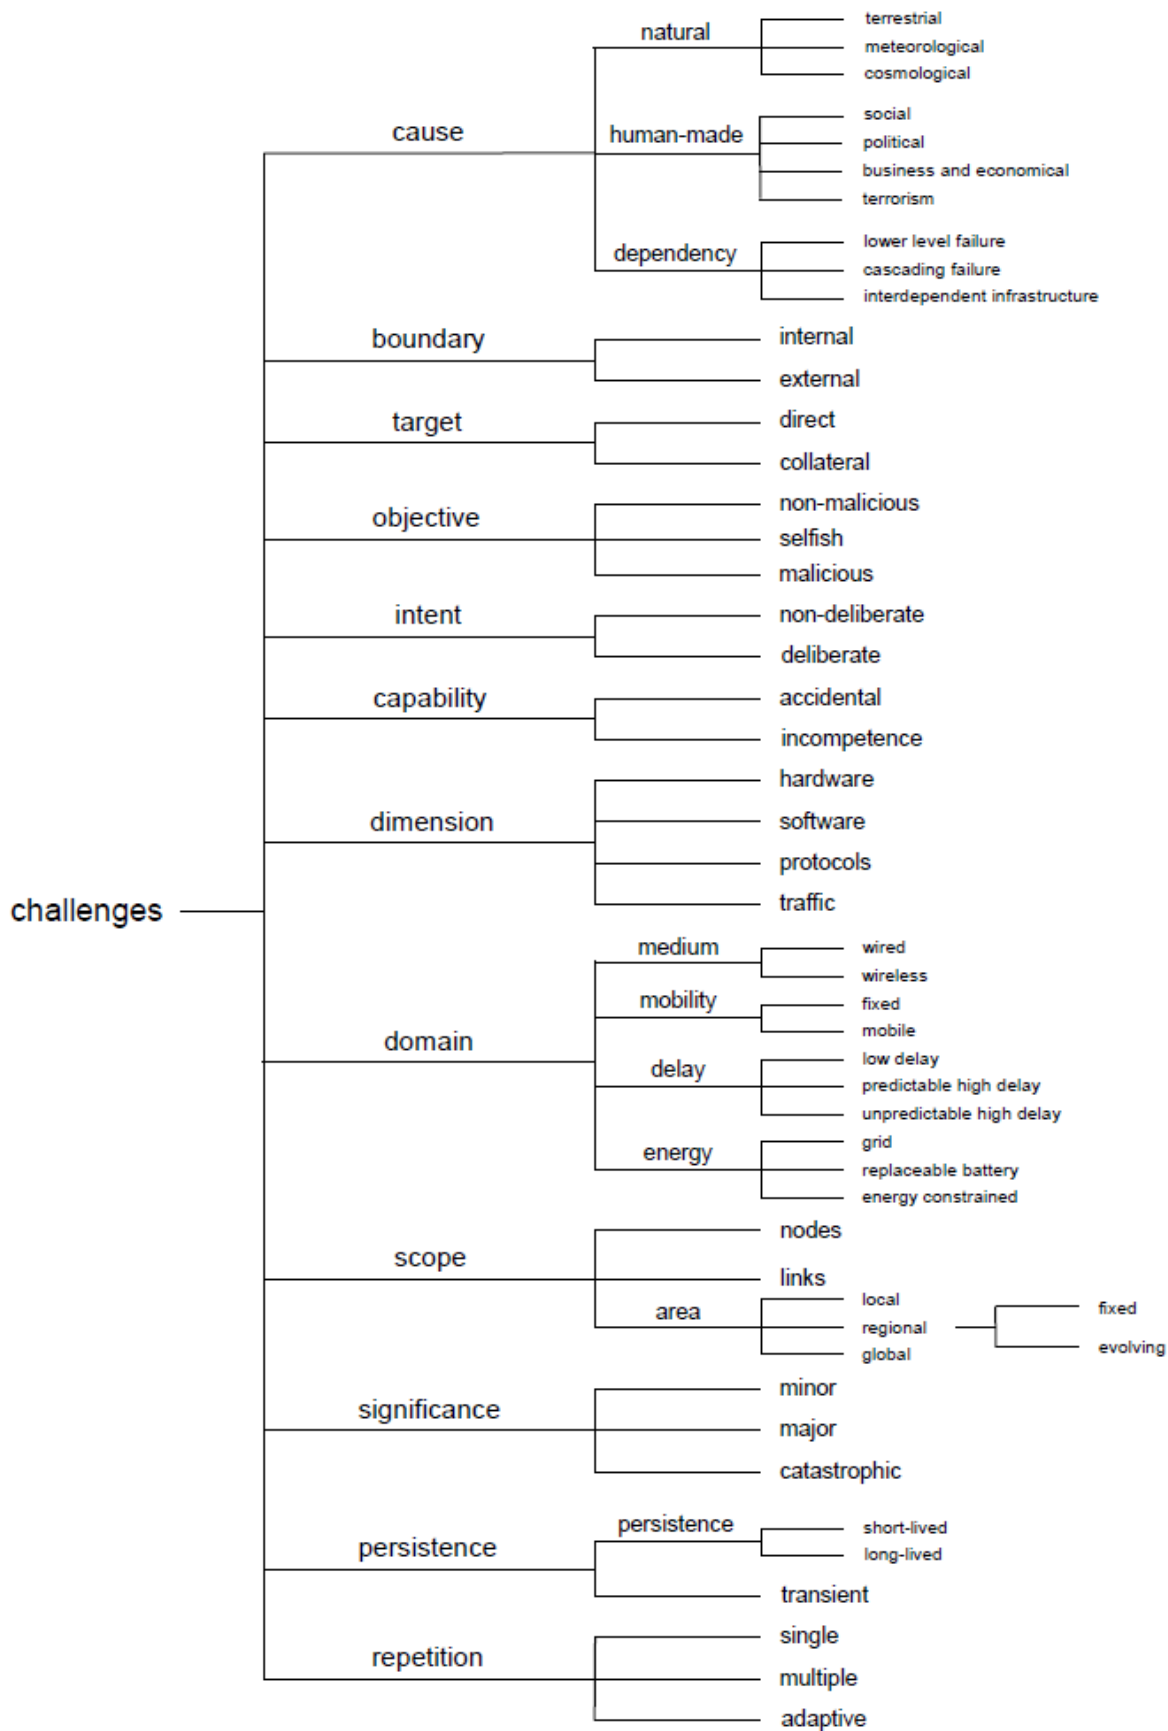 challenges
cause
natural
terrestrial
meteorological
cosmological
human-made
social
political
business and economical
terrorism
dependency
lower level failure
cascading failure
interdependent infrastructure
boundary
internal
external
target
direct
collateral
objective
non-malicious
selfish
malicious
intent
non-deliberate
deliberate
capability
accidental
incompetence
dimension
hardware
software
protocols
traffic
domain
medium
wired
wireless
mobility
fixed
mobile
delay
low delay
predictable high delay
unpredictable high delay
energy
grid
replaceable battery
energy constrained
scope
nodes
links
area
local
regional
fixed
evolving
global
significance
minor
major
catastrophic
persistence
persistence
short-lived
long-lived
transient
repetition
single
multiple
adaptive